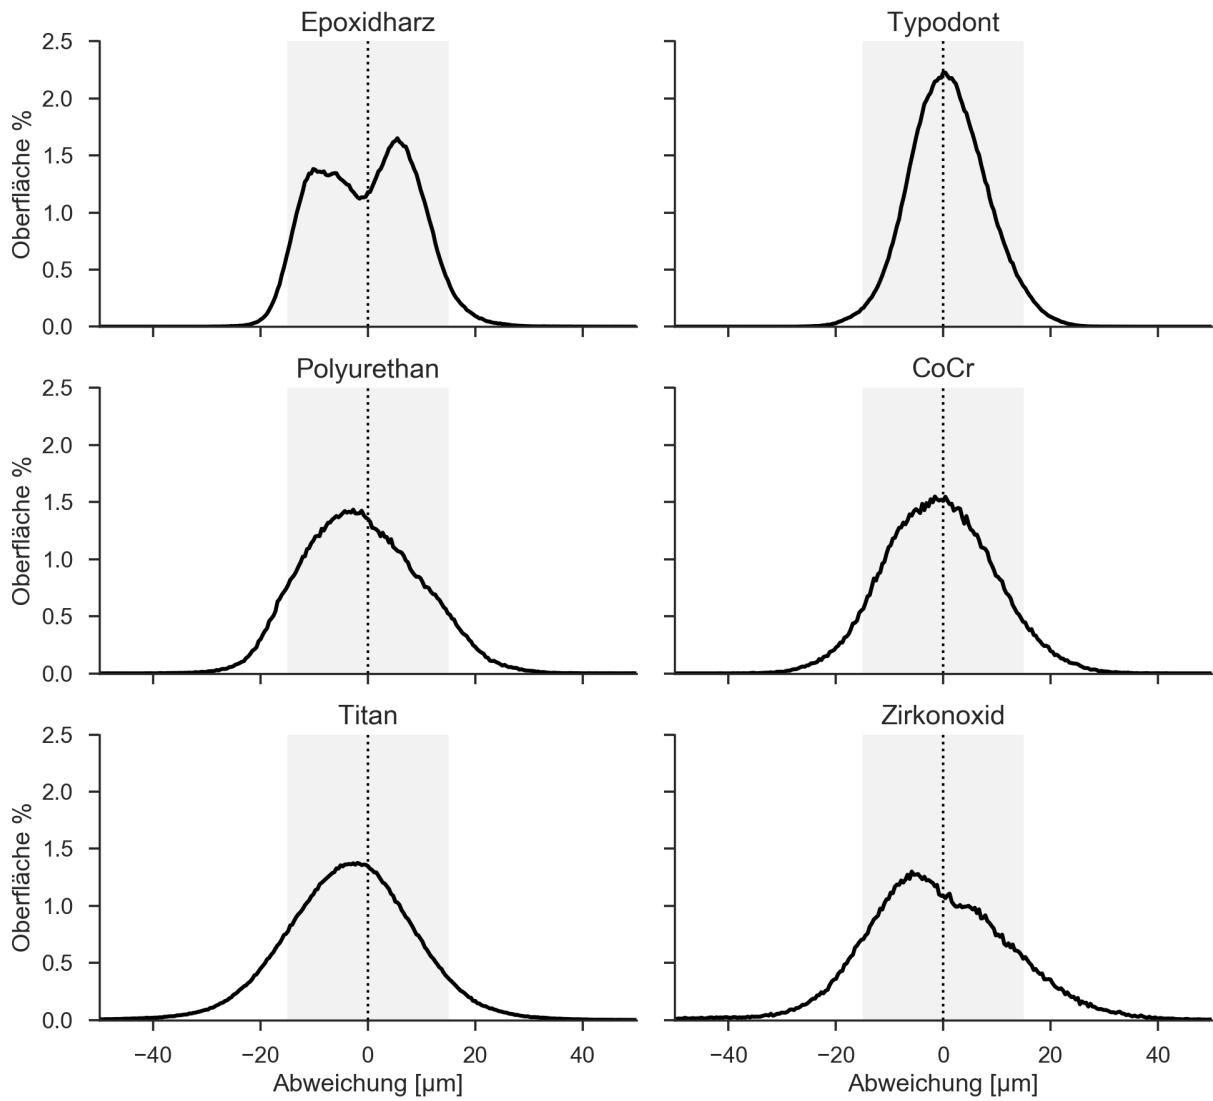 Epoxidharz
Typodont
2.5
2.0
1.5
1.0
0.5
0.0
Oberfläche %
Polyurethan
CoCr
2.5
2.0
1.5
1.0
0.5
0.0
Oberfläche %
Titan
Zirkonoxid
2.5
2.0
1.5
1.0
0.5
0.0
Oberfläche %
−40 −20 0 20 40
−40 −20 0 20 40
Abweichung [µm]
Abweichung [µm]